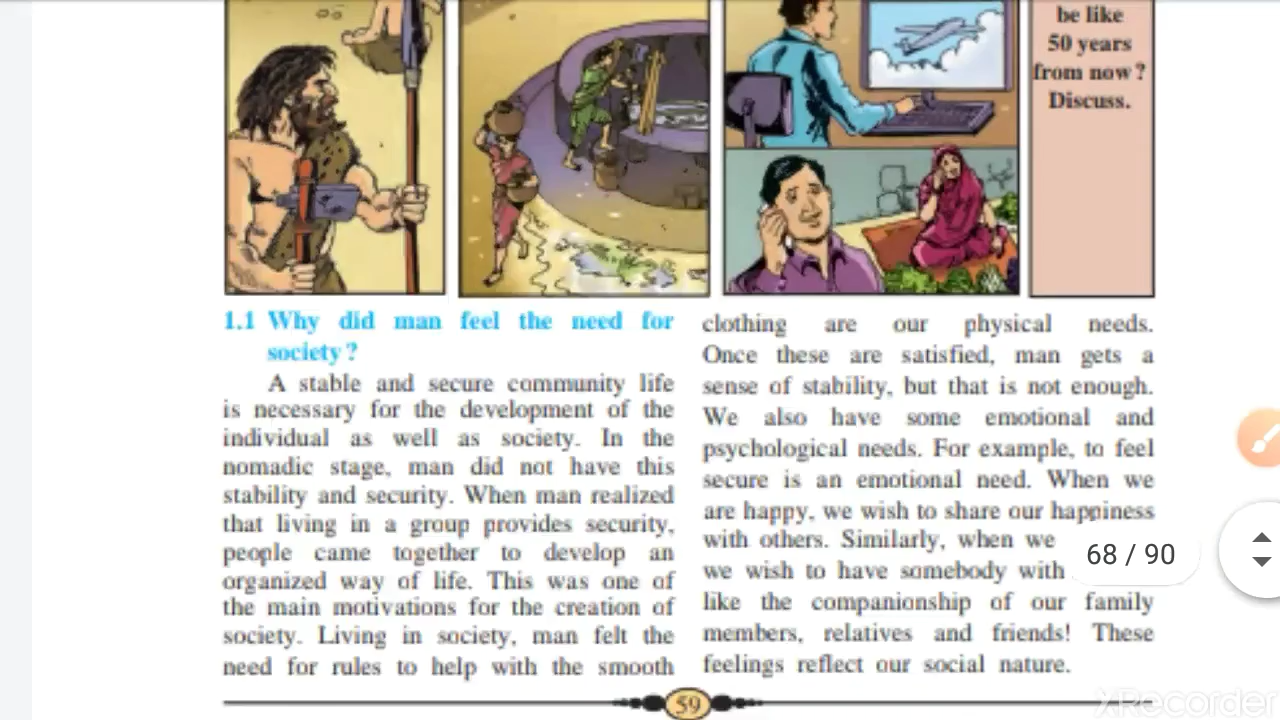 be like
50 years
from now?
Discuss.
1.1 Why did man feel the need for
society?
A stable and secure community life
is necessary for the development of the
individual as well as society. In the
nomadic stage, man did not have this
stability and security. When man realized
that living in a group provides security,
people came together to develop an
organized way of life. This was one of
the main motivations for the creation of
society. Living in society, man felt the
need for rules to help with the smooth
clothing are our physical needs.
Once these are satisfied, man gets a
sense of stability, but that is not enough.
We also have some emotional and
psychological needs. For example, to feel
secure is an emotional need. When we
are happy, we wish to share our happiness
with others. Similarly, when we
we wish to have somebody with
like the companionship of our family
members, relatives and friends! These
feelings reflect our social nature.
68 / 90
59
XRecorder